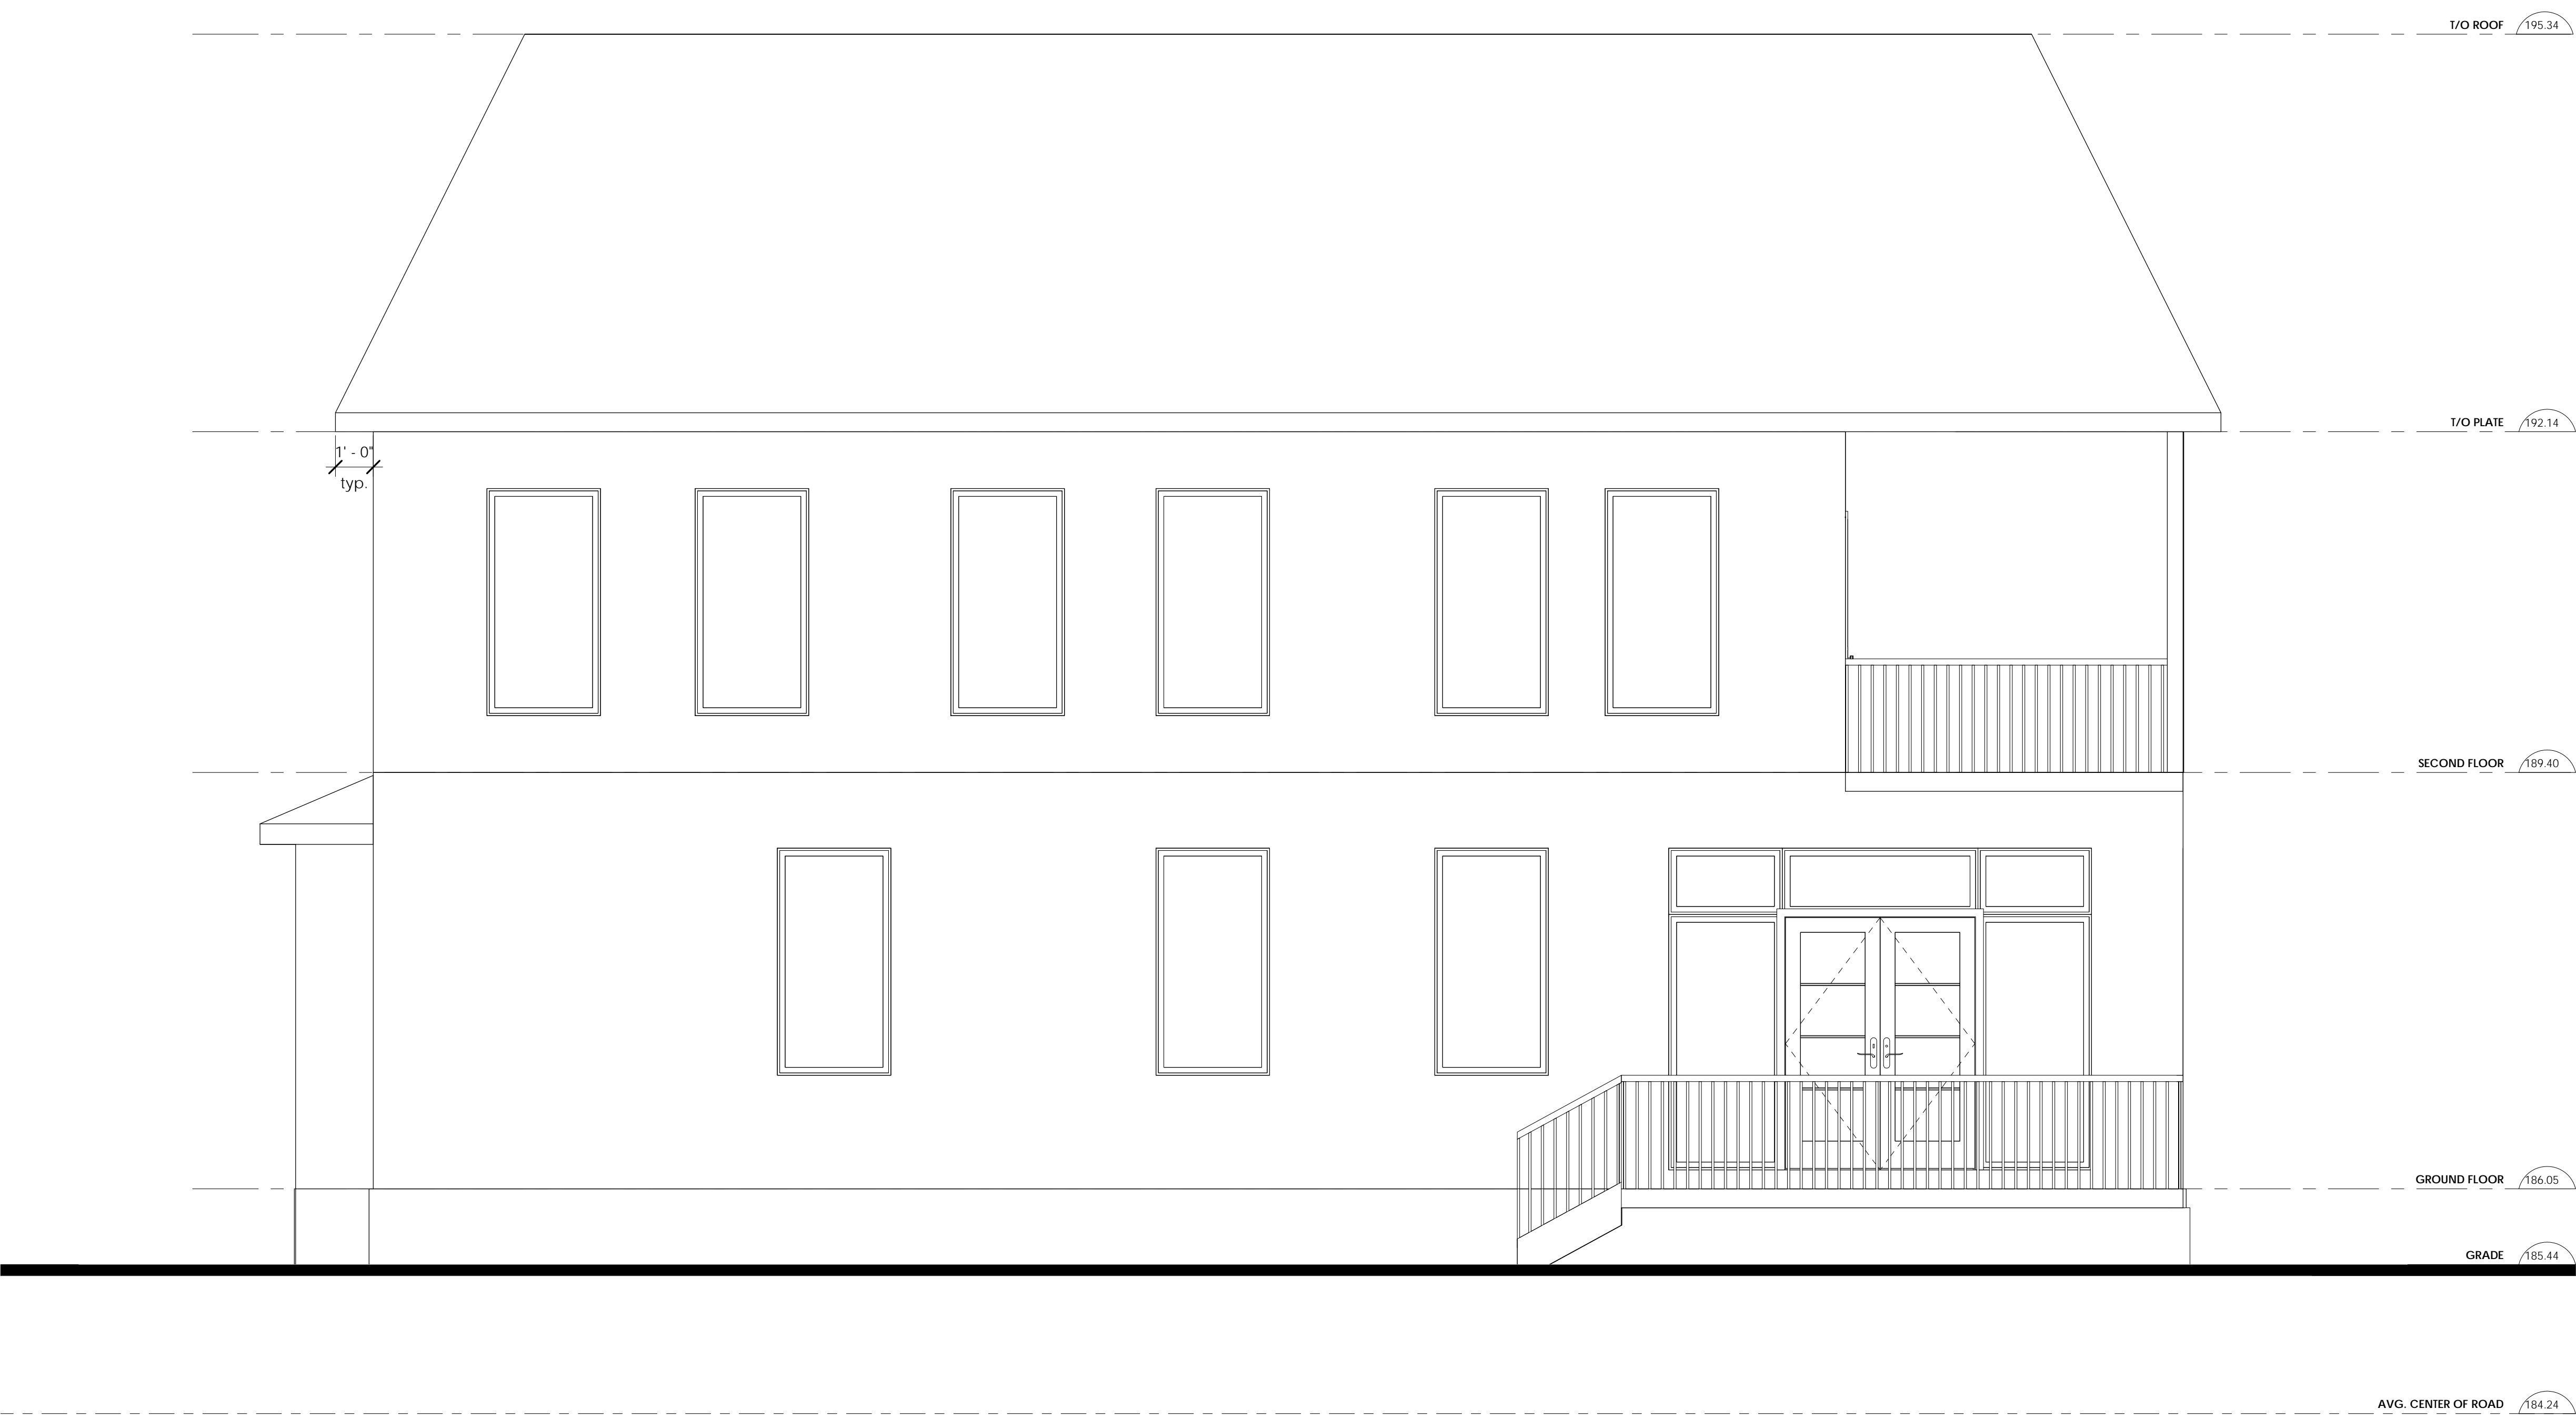 T/O ROOF 195.34
T/O PLATE 192.14
1' - 0"
typ.
SECOND FLOOR 189.40
GROUND FLOOR 186.05
GRADE 185.44
AVG. CENTER OF ROAD 184.24